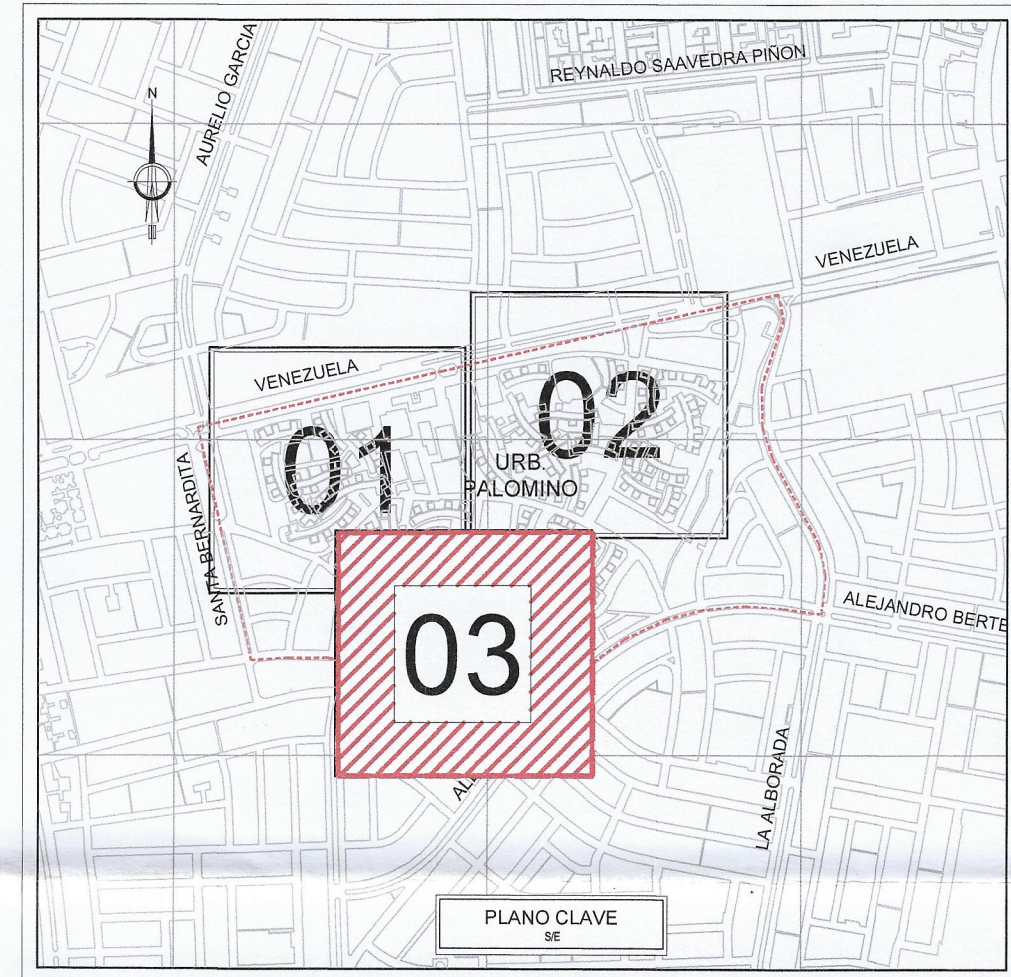 REYNALDO SAAVEDRA PIÑON
AURELIO GARCIA
N
VENEZUELA
VENEZUELA
02
01
URB.
PALOMINO
SANTA BERNARDITA
ALEJANDRO BERTE
03
LA ALBORADA
PLANO CLAVE
S/E